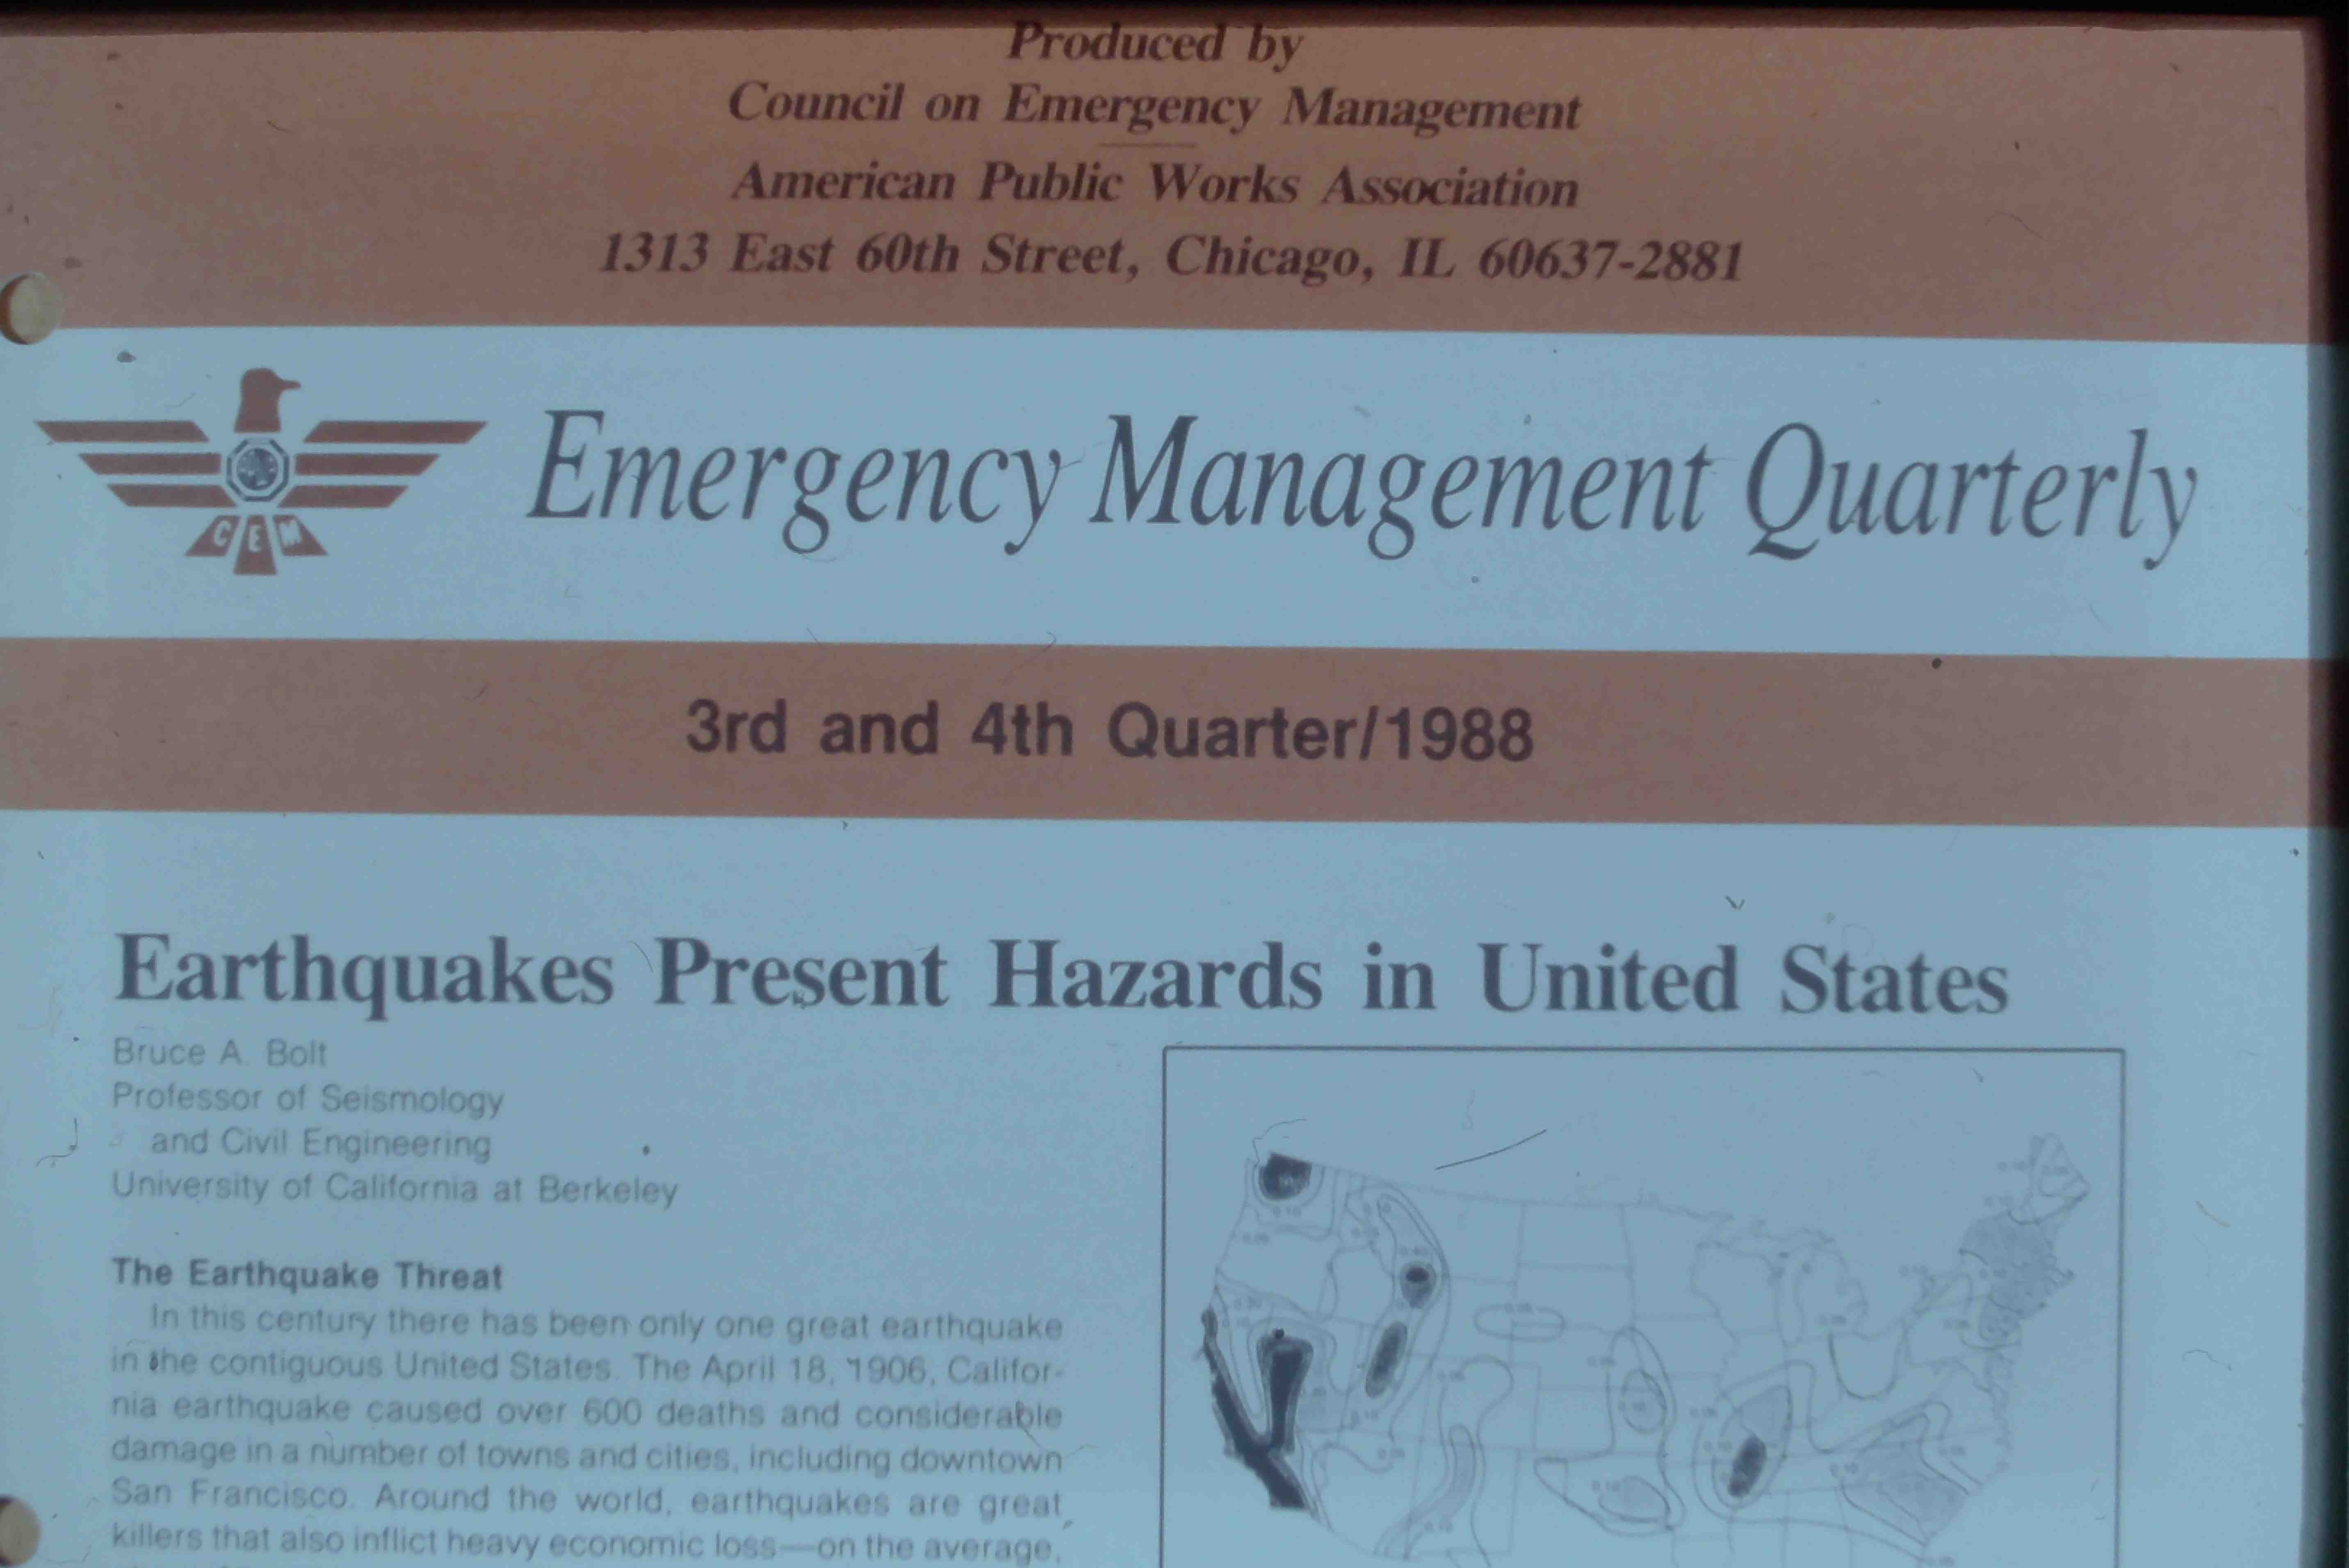 Produced by
Council on Emergency Management
American Public Works Association
1313 East 60th Street, Chicago, IL 60637-2881
CEM
Emergency Management Quarterly
3rd and 4th Quarter/1988
Earthquakes Present Hazards in United States
Bruce A. Bolt
Professor of Seismology
and Civil Engineering
University of California at Berkeley
The Earthquake Threat
In this century there has been only one great earthquake
in the contiguous United States. The April 18, 1906, Califor-
nia earthquake caused over 600 deaths and considerable
damage in a number of towns and cities, including downtown
San Francisco. Around the world, earthquakes are great
killers that also inflict heavy economic loss—on the average,